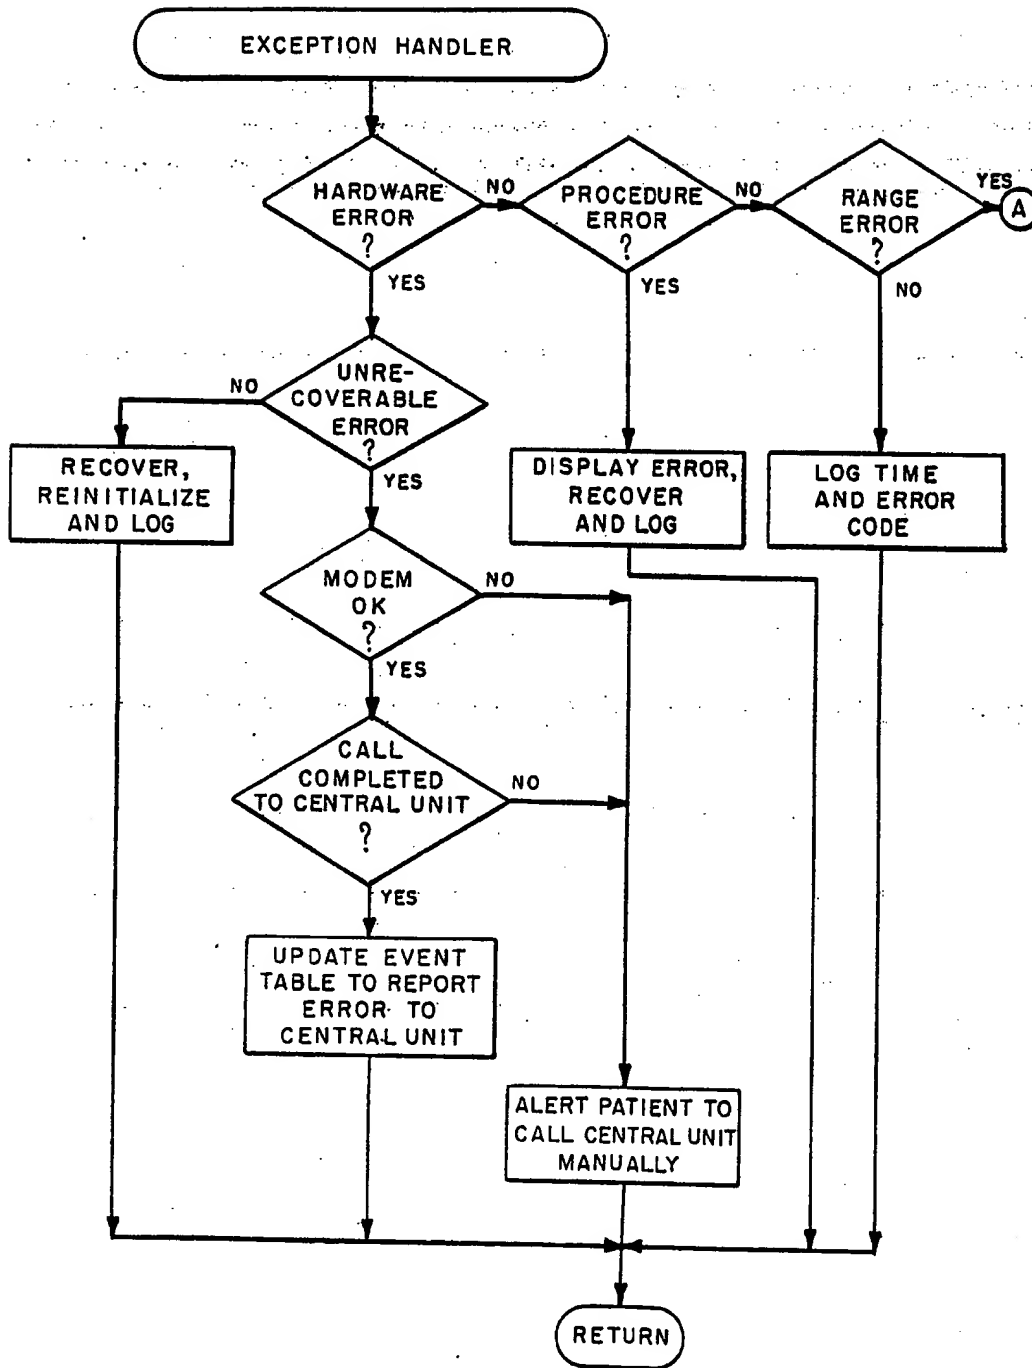 EXCEPTION HANDLER
HARDWARE
ERROR
?
NO
PROCEDURE
ERROR
?
NO
RANGE
ERROR
?
YES
A
YES
YES
NO
UNRE-
COVERABLE
ERROR
?
NO
YES
RECOVER,
REINITIALIZE
AND LOG
DISPLAY ERROR,
RECOVER
AND LOG
LOG TIME
AND ERROR
CODE
MODEM
OK
?
NO
YES
CALL
COMPLETED
TO CENTRAL UNIT
?
NO
YES
UPDATE EVENT
TABLE TO REPORT
ERROR TO
CENTRAL UNIT
ALERT PATIENT TO
CALL CENTRAL UNIT
MANUALLY
RETURN